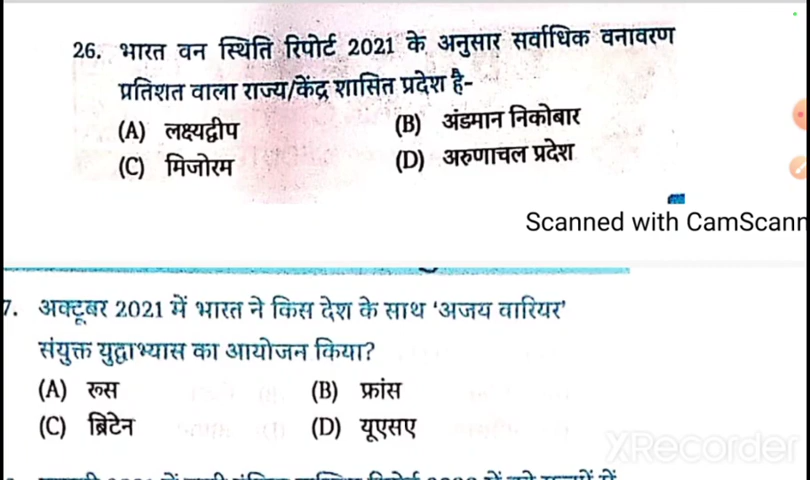 26. भारत वन स्थिति रिपोर्ट 2021 के अनुसार सर्वाधिक वनावरण
प्रतिशत वाला राज्य/केंद्र शासित प्रदेश है-
(A) लक्ष्यद्वीप (B) अंडमान निकोबार
(C) मिजोरम (D) अरुणाचल प्रदेश
Scanned with CamScann
7. अक्टूबर 2021 में भारत ने किस देश के साथ ‘अजय वारियर’
संयुक्त युद्वाभ्यास का आयोजन किया?
(A) रूस (B) फ्रांस
(C) ब्रिटेन (D) यूएसए
XRecorder